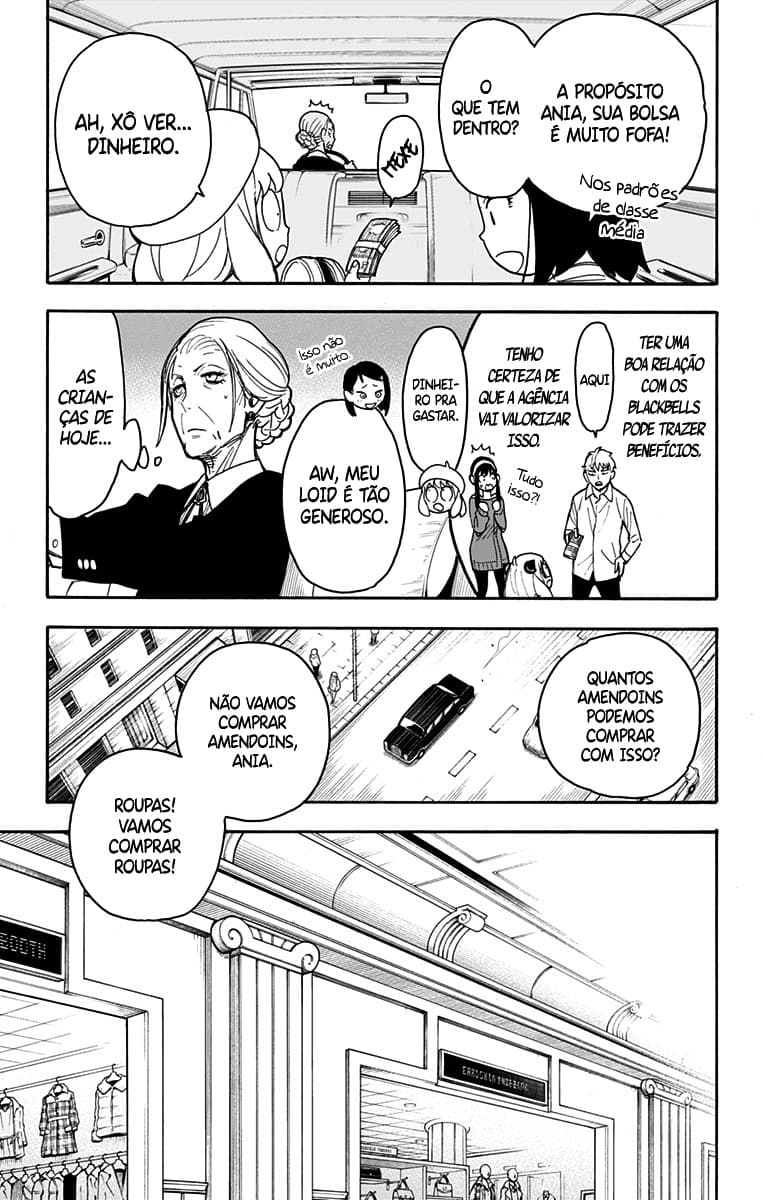 A PROPÓSITO
ANIA, SUA BOLSA
É MUITO FOFA!
Nos padrões
de classe
média
O
QUE TEM
DENTRO?
MEXE
AH, XÔ VER...
DINHEIRO.
TER UMA
BOA RELAÇÃO
COM OS
BLACKBELLS
PODE TRAZER
BENEFÍCIOS.
AQUI
TENHO
CERTEZA DE
QUE A AGÊNCIA
VAI VALORIZAR
ISSO.
Tudo
isso?!
DINHEI-
RO PRA
GASTAR.
Isso não
é muito.
AW, MEU
LOID É TÃO
GENEROSO.
AS
CRIAN-
ÇAS DE
HOJE...
QUANTOS
AMENDOINS
PODEMOS
COMPRAR
COM ISSO?
NÃO VAMOS
COMPRAR
AMENDOINS,
ANIA.
ROUPAS!
VAMOS
COMPRAR
ROUPAS!
BOOTH